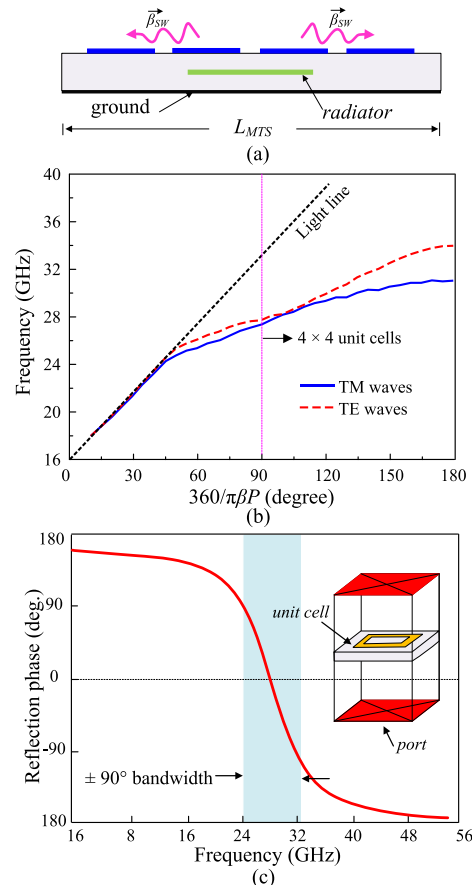 β⃗SW β⃗SW
ground radiator
LMTS
(a)
Frequency (GHz)
40
36
32
28
24
20
16
Light line
4 × 4 unit cells
TM waves
TE waves
0 30 60 90 120 150 180
360/πβP (degree)
(b)
Reflection phase (deg.)
180
90
0
-90
180
unit cell
port
± 90° bandwidth
16 8 16 24 32 40 48 56
Frequency (GHz)
(c)